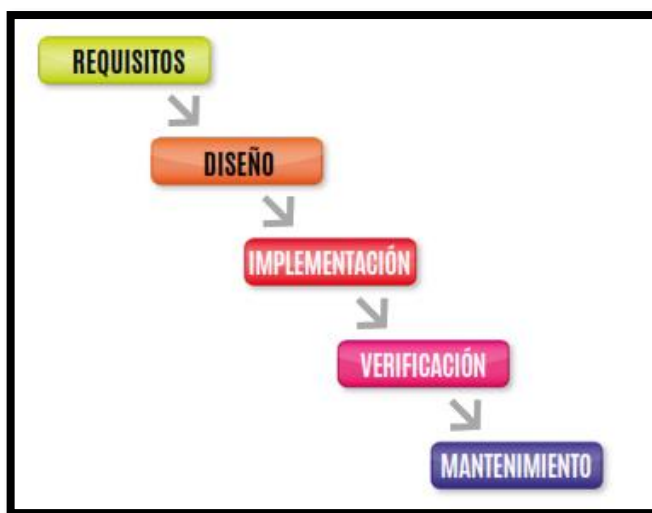 REQUISITOS
DISEÑO
IMPLEMENTACIÓN
VERIFICACIÓN
MANTENIMIENTO